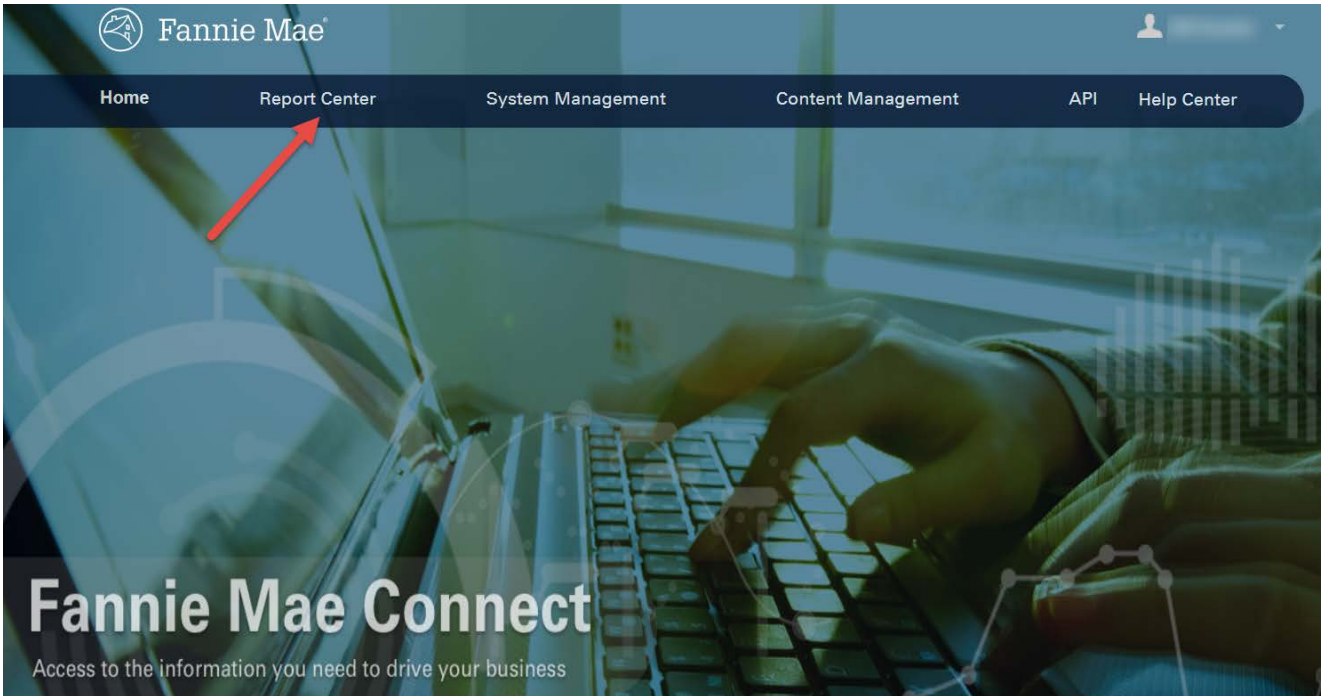 Fannie Mae®
Home Report Center System Management Content Management API Help Center
Fannie Mae Connect
Access to the information you need to drive your business